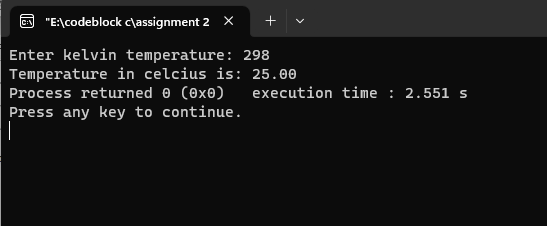 "E:\codeblock c\assignment 2
Enter kelvin temperature: 298
Temperature in celcius is: 25.00
Process returned 0 (0x0)   execution time : 2.551 s
Press any key to continue.